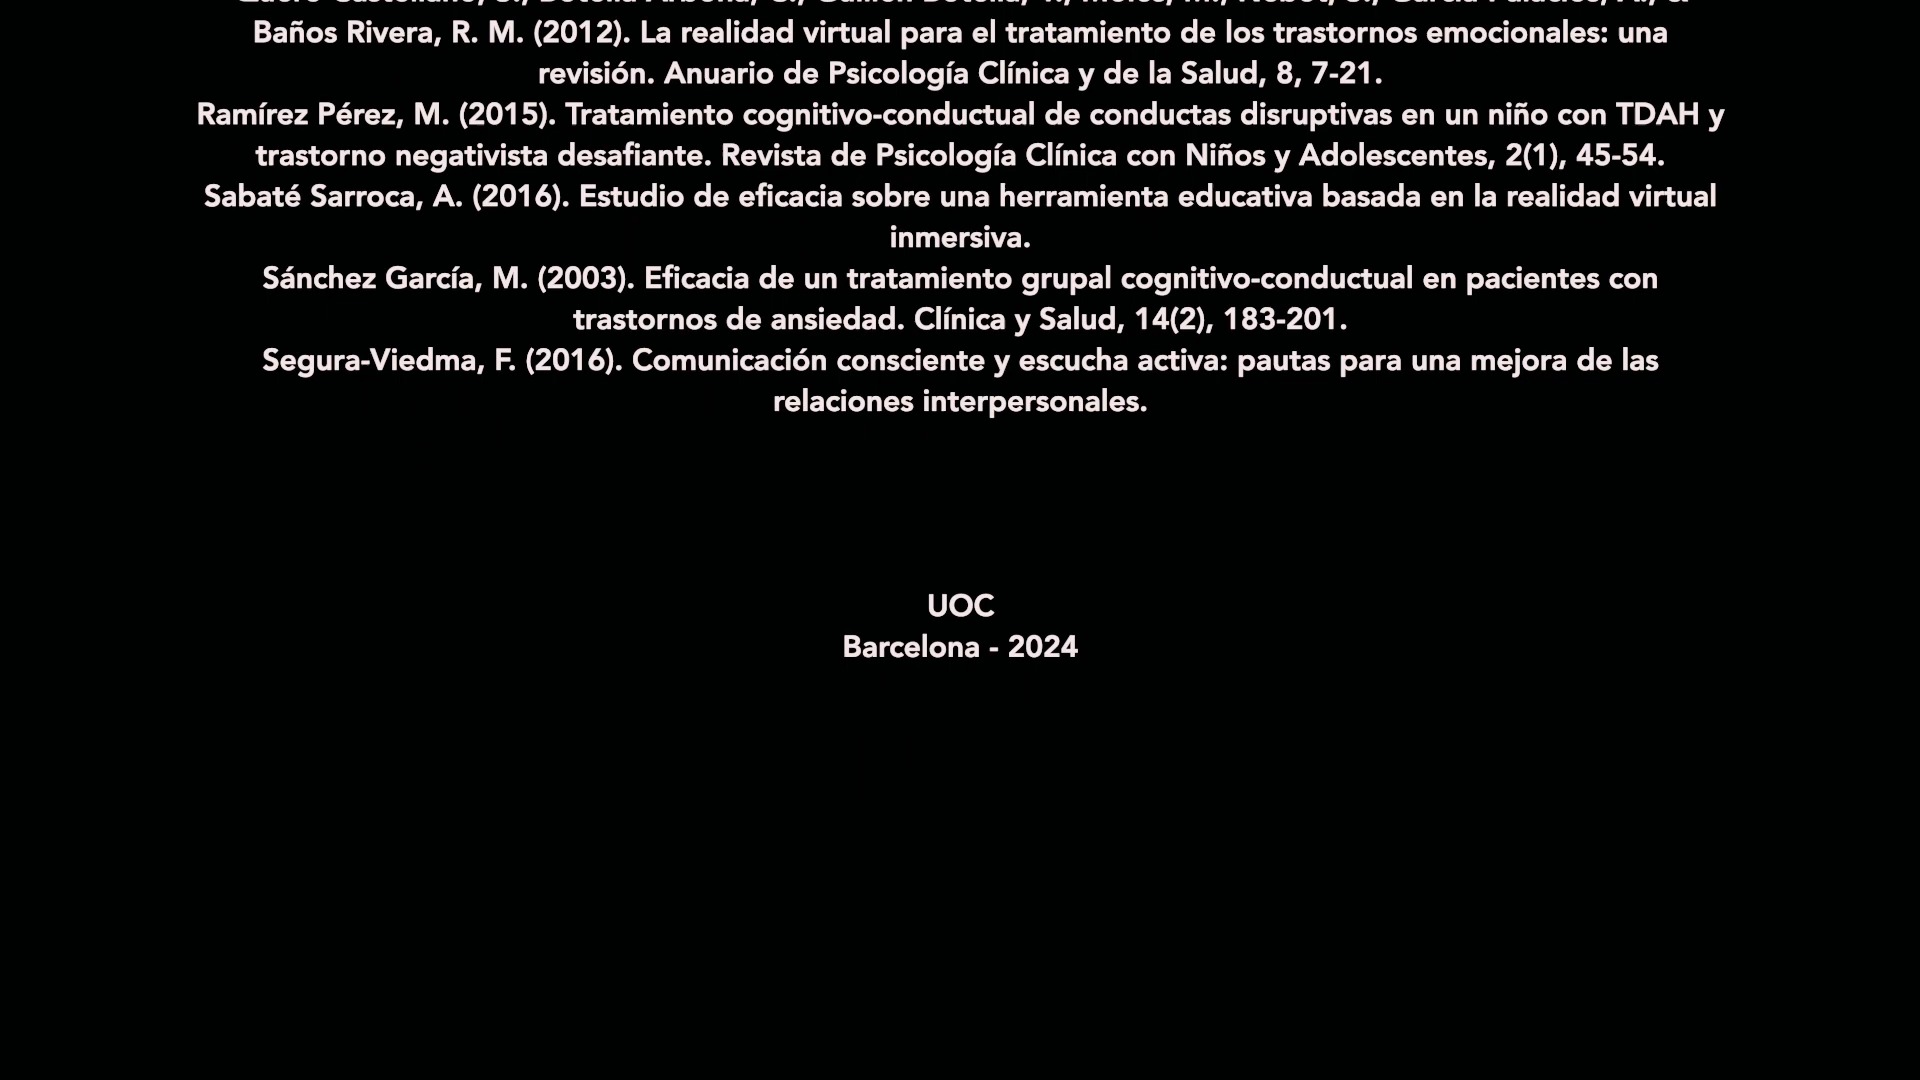 Baños Rivera, R. M. (2012). La realidad virtual para el tratamiento de los trastornos emocionales: una
revisión. Anuario de Psicología Clínica y de la Salud, 8, 7-21.
Ramírez Pérez, M. (2015). Tratamiento cognitivo-conductual de conductas disruptivas en un niño con TDAH y
trastorno negativista desafiante. Revista de Psicología Clínica con Niños y Adolescentes, 2(1), 45-54.
Sabaté Sarroca, A. (2016). Estudio de eficacia sobre una herramienta educativa basada en la realidad virtual
inmersiva.
Sánchez García, M. (2003). Eficacia de un tratamiento grupal cognitivo-conductual en pacientes con
trastornos de ansiedad. Clínica y Salud, 14(2), 183-201.
Segura-Viedma, F. (2016). Comunicación consciente y escucha activa: pautas para una mejora de las
relaciones interpersonales.
UOC
Barcelona - 2024